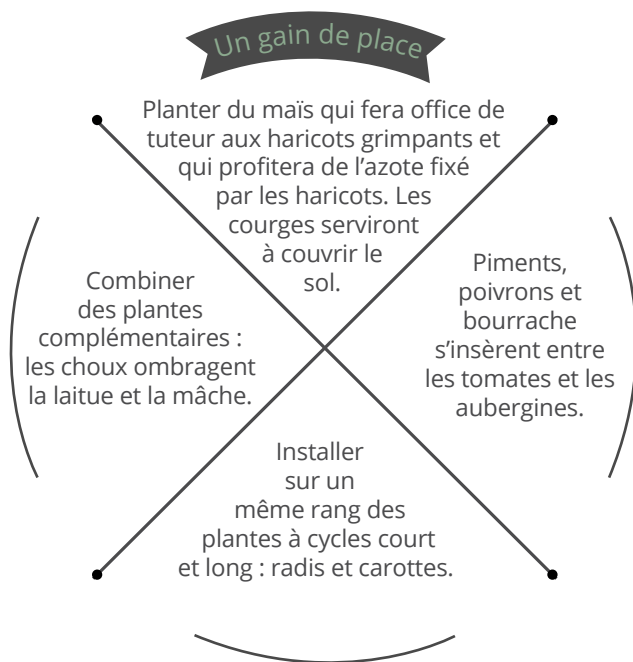 Un gain de place
Planter du maïs qui fera office de
tuteur aux haricots grimpants et
qui profitera de l’azote fixé
par les haricots. Les
courges serviront
à couvrir le
sol.
Combiner
des plantes
complémentaires :
les choux ombragent
la laitue et la mâche.
Piments,
poivrons et
bourrache
s’insèrent entre
les tomates et les
aubergines.
Installer
sur un
même rang des
plantes à cycles court
et long : radis et carottes.